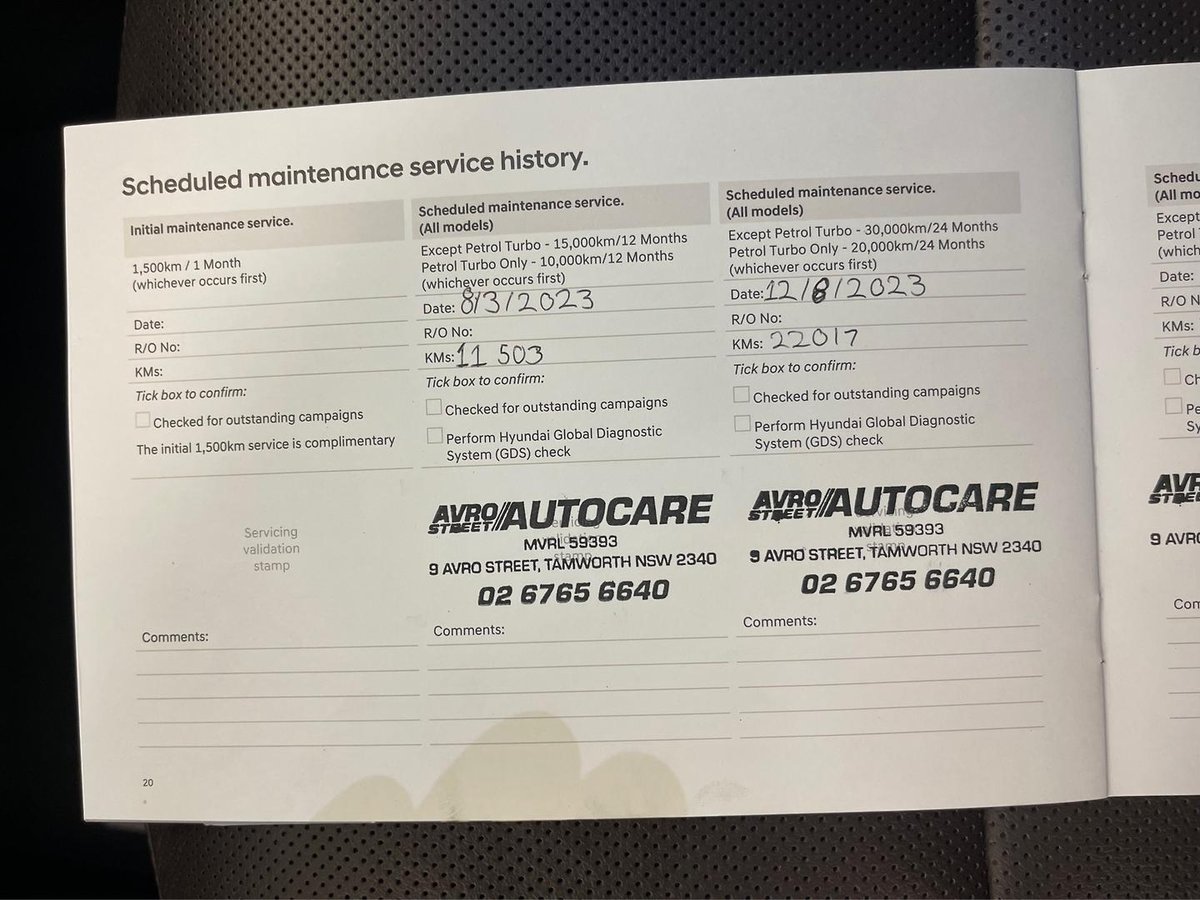 Scheduled maintenance service history.
Initial maintenance service.
1,500km / 1 Month
(whichever occurs first)
Date:
R/O No:
KMs:
Tick box to confirm:
Checked for outstanding campaigns
The initial 1,500km service is complimentary
Servicing
validation
stamp
Comments:
20
Scheduled maintenance service.
(All models)
Except Petrol Turbo - 15,000km/12 Months
Petrol Turbo Only - 10,000km/12 Months
(whichever occurs first)
Date: 8/3/2023
R/O No:
KMs: 11 503
Tick box to confirm:
Checked for outstanding campaigns
Perform Hyundai Global Diagnostic
System (GDS) check
AVRO STREET AUTOCARE
MVRL 59393
9 AVRO STREET, TAMWORTH NSW 2340
02 6765 6640
Comments:
Scheduled maintenance service.
(All models)
Except Petrol Turbo - 30,000km/24 Months
Petrol Turbo Only - 20,000km/24 Months
(whichever occurs first)
Date: 12/8/2023
R/O No:
KMs: 22017
Tick box to confirm:
Checked for outstanding campaigns
Perform Hyundai Global Diagnostic
System (GDS) check
AVRO STREET AUTOCARE
MVRL 59393
9 AVRO STREET, TAMWORTH NSW 2340
02 6765 6640
Comments:
(All
Except
Petrol
Date:
KMs:
Tick
9